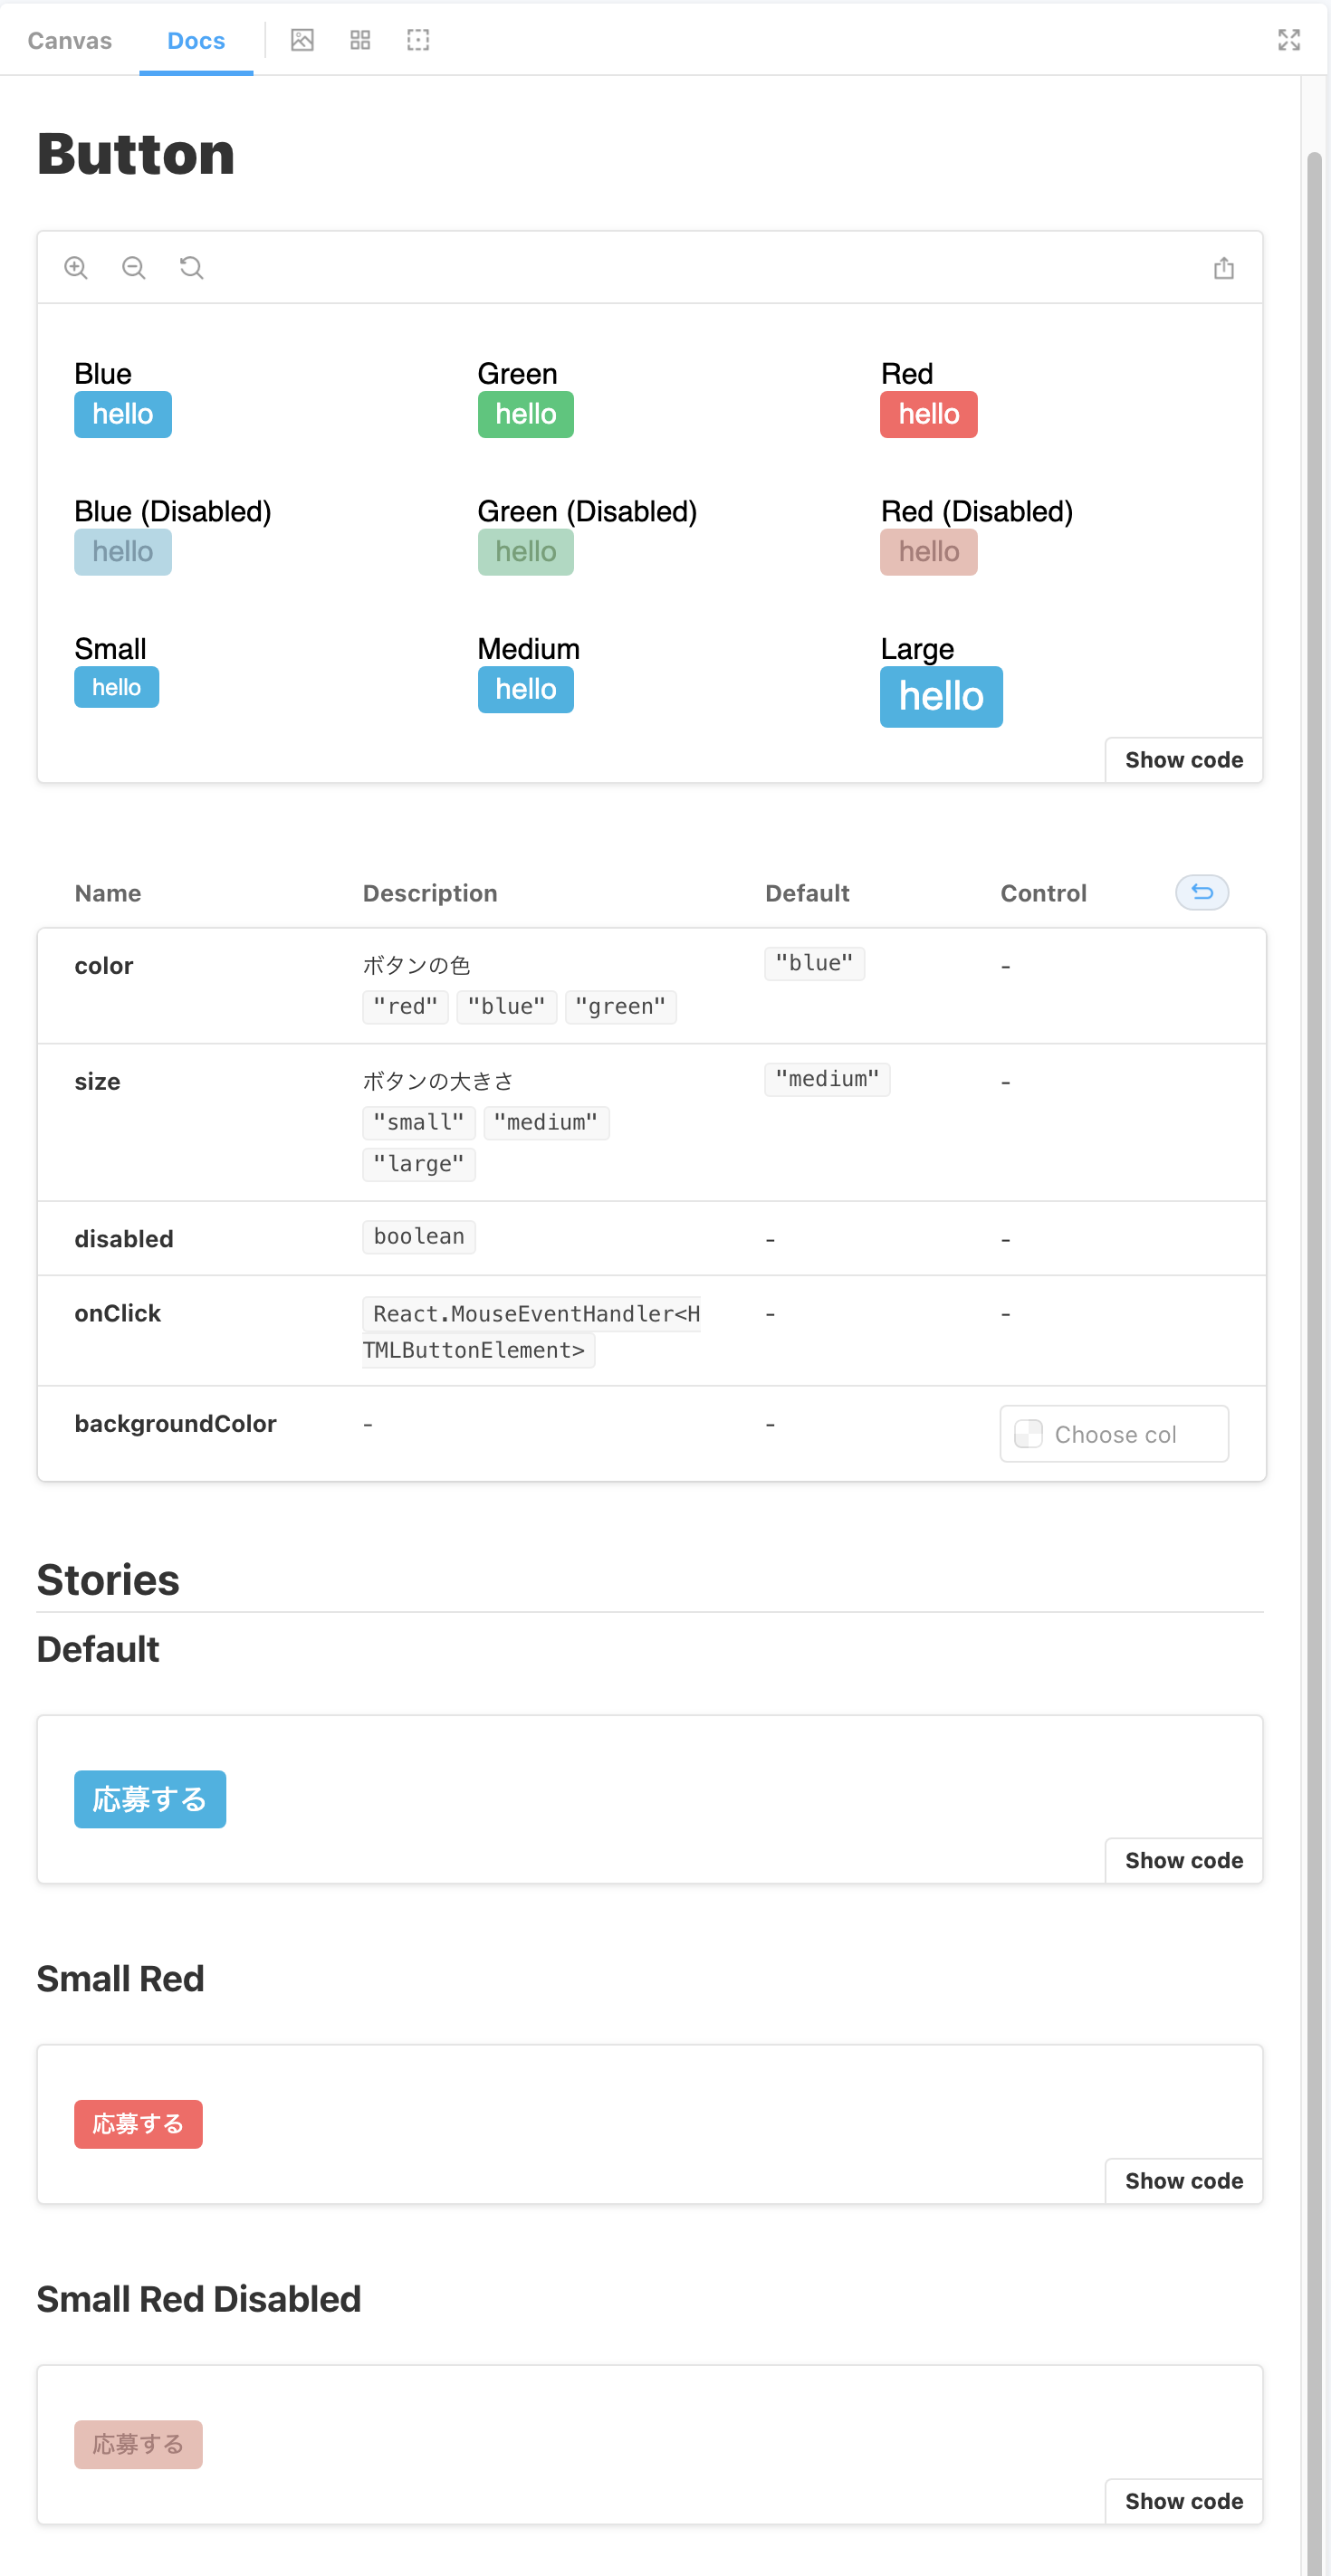 Canvas Docs
Button
Blue Green Red
hello hello hello
Blue (Disabled) Green (Disabled) Red (Disabled)
hello hello hello
Small Medium Large
hello hello hello
Show code
Name Description Default Control
color ボタンの色 "blue" -
"red" "blue" "green"
size ボタンの大きさ "medium" -
"small" "medium"
"large"
disabled boolean - -
onClick React.MouseEventHandler<H - -
TMLButtonElement>
backgroundColor - - Choose col
Stories
Default
応募する
Show code
Small Red
応募する
Show code
Small Red Disabled
応募する
Show code